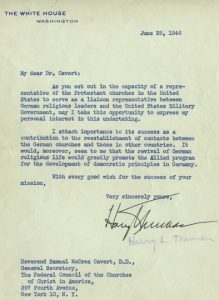 THE WHITE HOUSE
WASHINGTON
June 28, 1946
My dear Dr. Cavert:
As you set out in the capacity of a repre-
sentative of the Protestant churches in the United
States to serve as a liaison representative between
German religious leaders and the United States Military
Government, may I take this opportunity to express my
personal interest in this undertaking.
I attach importance to its success as a
contribution to the reestablishment of contacts between
the German churches and those in other countries. It
would, moreover, seem to me that the revival of German
religious life would greatly promote the Allied program
for the development of democratic principles in Germany.
With every good wish for the success of your
mission,
Very sincerely yours,
Harry Truman
Harry S. Truman
Reverend Samuel McCrea Cavert, D.D.,
General Secretary,
The Federal Council of the Churches
of Christ in America,
297 Fourth Avenue,
New York 10, N. Y.